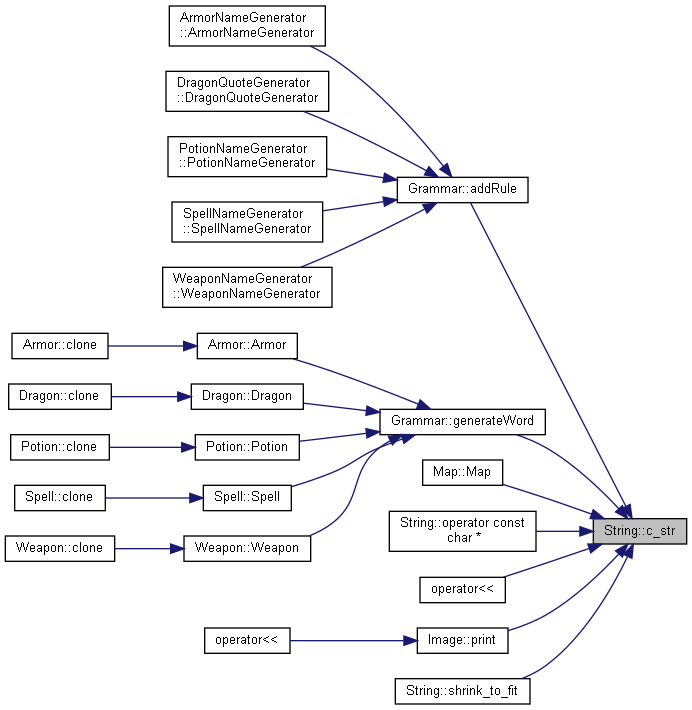 ArmorNameGenerator
::ArmorNameGenerator
DragonQuoteGenerator
::DragonQuoteGenerator
PotionNameGenerator
::PotionNameGenerator
Grammar::addRule
SpellNameGenerator
::SpellNameGenerator
WeaponNameGenerator
::WeaponNameGenerator
Armor::clone
Armor::Armor
Dragon::clone
Dragon::Dragon
Grammar::generateWord
Potion::clone
Potion::Potion
Map::Map
Spell::clone
Spell::Spell
String::operator const
char *
String::c_str
Weapon::clone
Weapon::Weapon
operator<<
operator<<
Image::print
String::shrink_to_fit